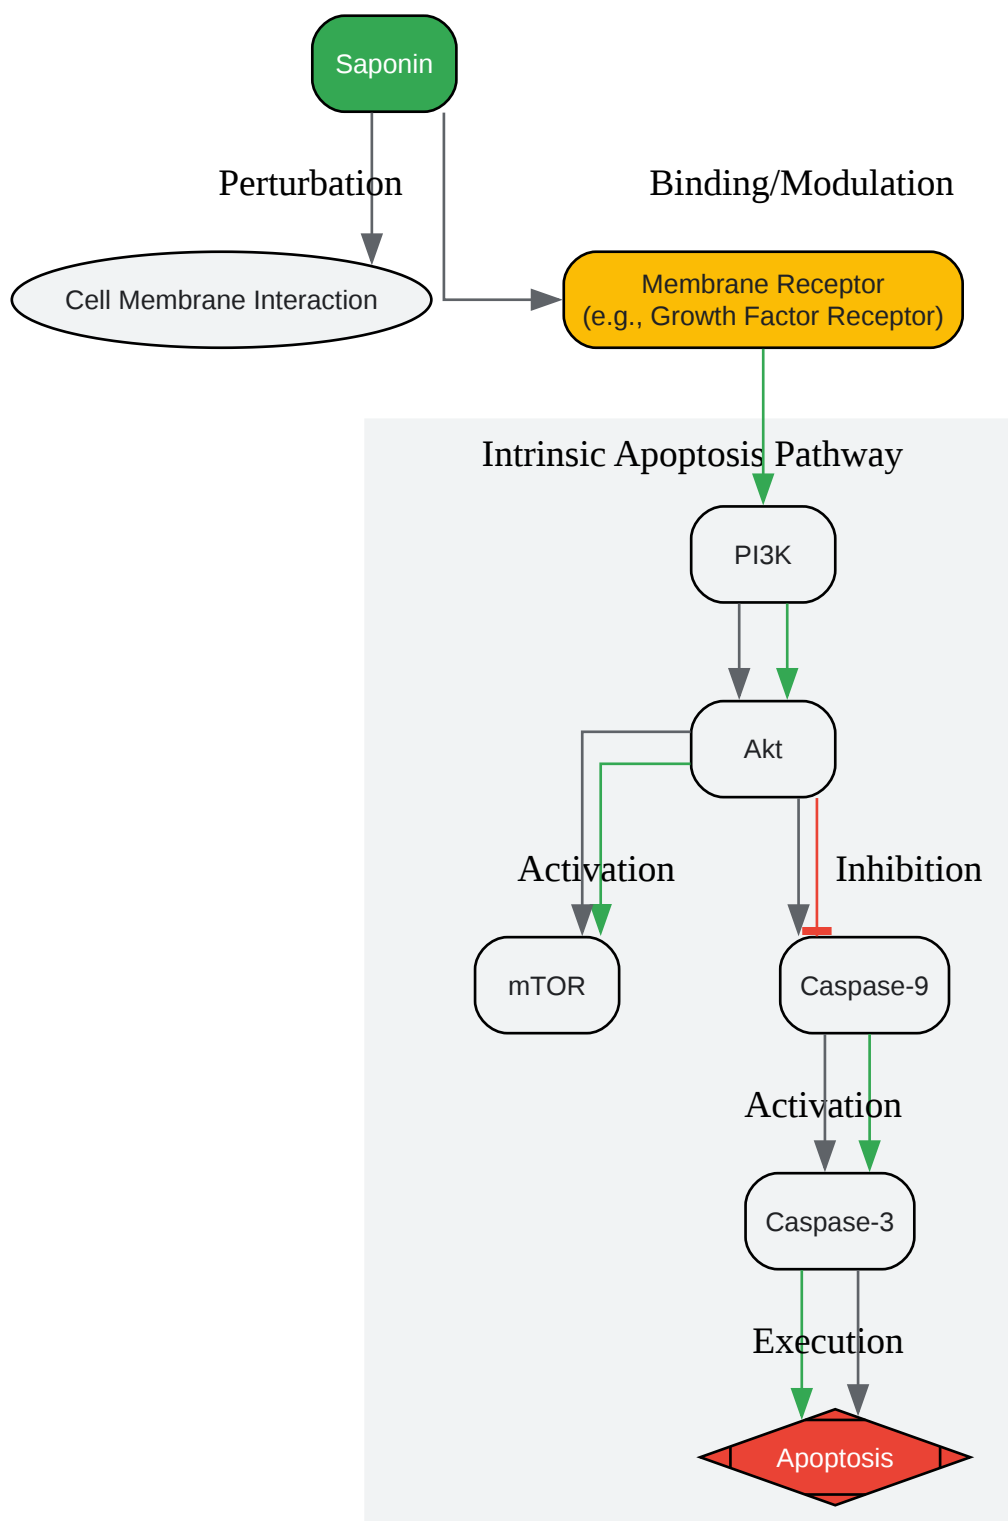 Saponin
Perturbation
Binding/Modulation
Cell Membrane Interaction
Membrane Receptor
(e.g., Growth Factor Receptor)
Intrinsic Apoptosis Pathway
PI3K
Akt
Activation
Inhibition
mTOR
Caspase-9
Activation
Caspase-3
Execution
Apoptosis